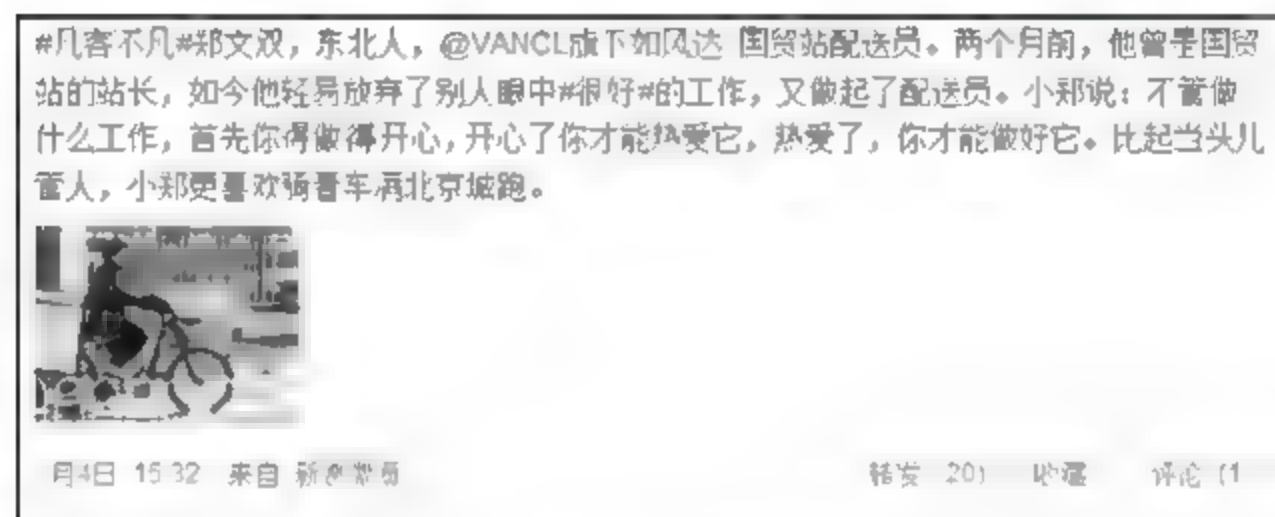 #凡客不凡#郑文双，东北人，@VANCL旗下如风达 国贸站配送员。两个月前，他曾是国贸
站的站长，如今他轻易放弃了别人眼中#很好#的工作，又做起了配送员。小郑说：不管做
什么工作，首先你得做得开心，开心了你才能热爱它，热爱了，你才能做好它。比起当头儿
管人，小郑更喜欢骑着车满北京城跑。
月4日 15 32 来自 新浪
转发 20) 收藏 评论 (1